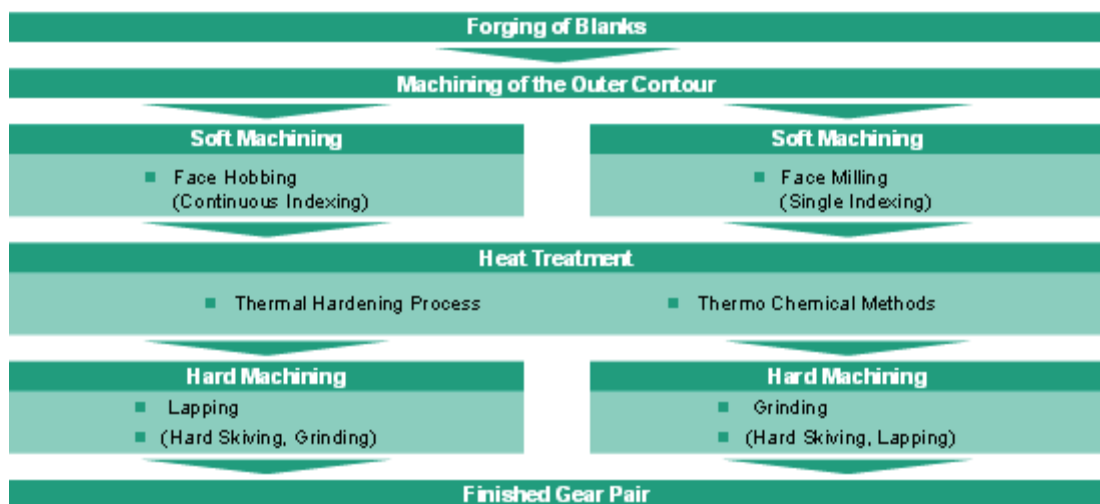 Forging of Blanks
Machining of the Outer Contour
Soft Machining
Face Hobbing
(Continuous Indexing)
Soft Machining
Face Milling
(Single Indexing)
Heat Treatment
Thermal Hardening Process
Thermo Chemical Methods
Hard Machining
Lapping
(Hard Skiving, Grinding)
Hard Machining
Grinding
(Hard Skiving, Lapping)
Finished Gear Pair